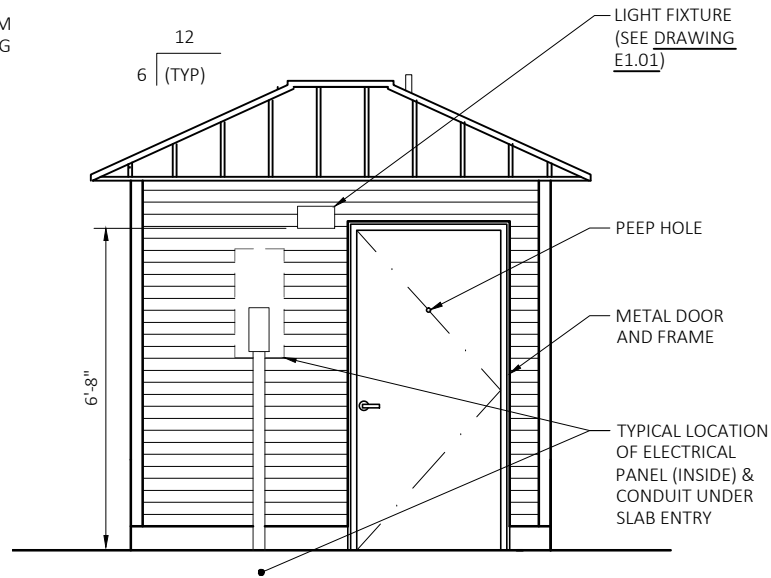 M
G
12
6 (TYP)
LIGHT FIXTURE
(SEE DRAWING
E1.01)
PEEP HOLE
METAL DOOR
AND FRAME
6'-8"
TYPICAL LOCATION
OF ELECTRICAL
PANEL (INSIDE) &
CONDUIT UNDER
SLAB ENTRY